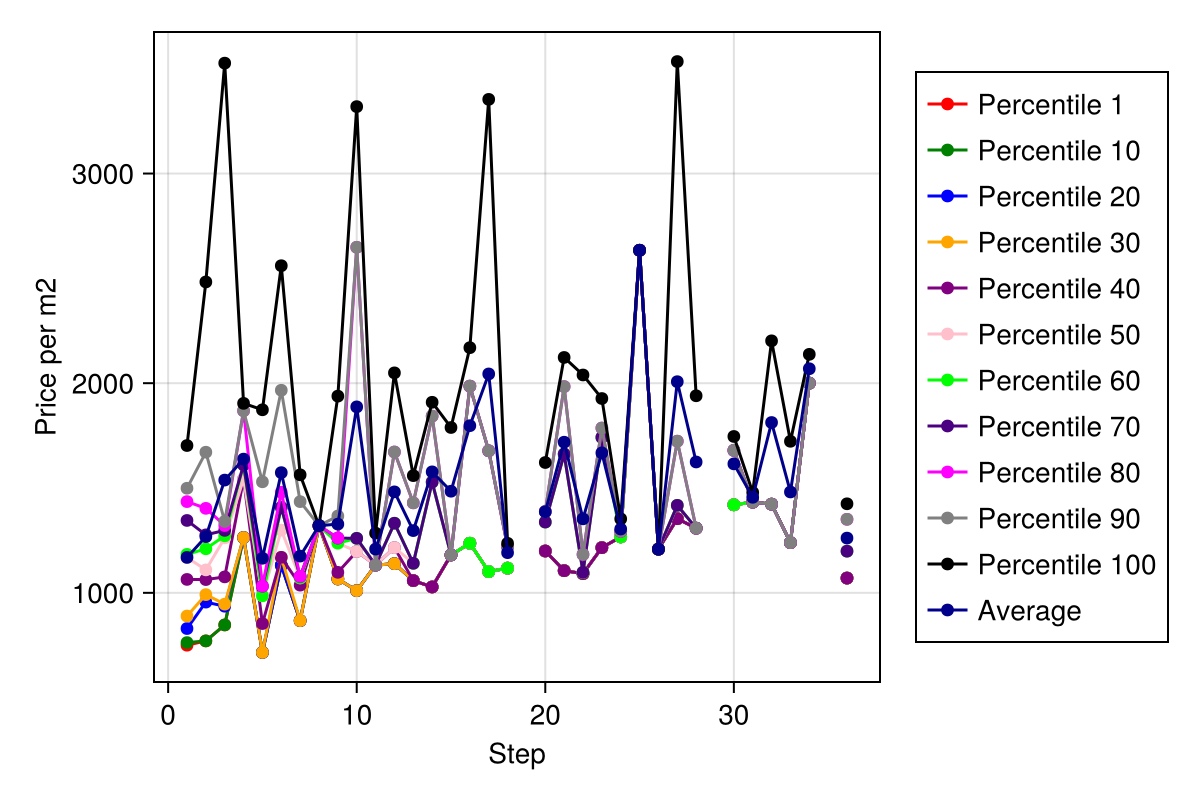 3000
2000
1000
0
10
20
30
Price per m2
Step
Percentile 1
Percentile 10
Percentile 20
Percentile 30
Percentile 40
Percentile 50
Percentile 60
Percentile 70
Percentile 80
Percentile 90
Percentile 100
Average